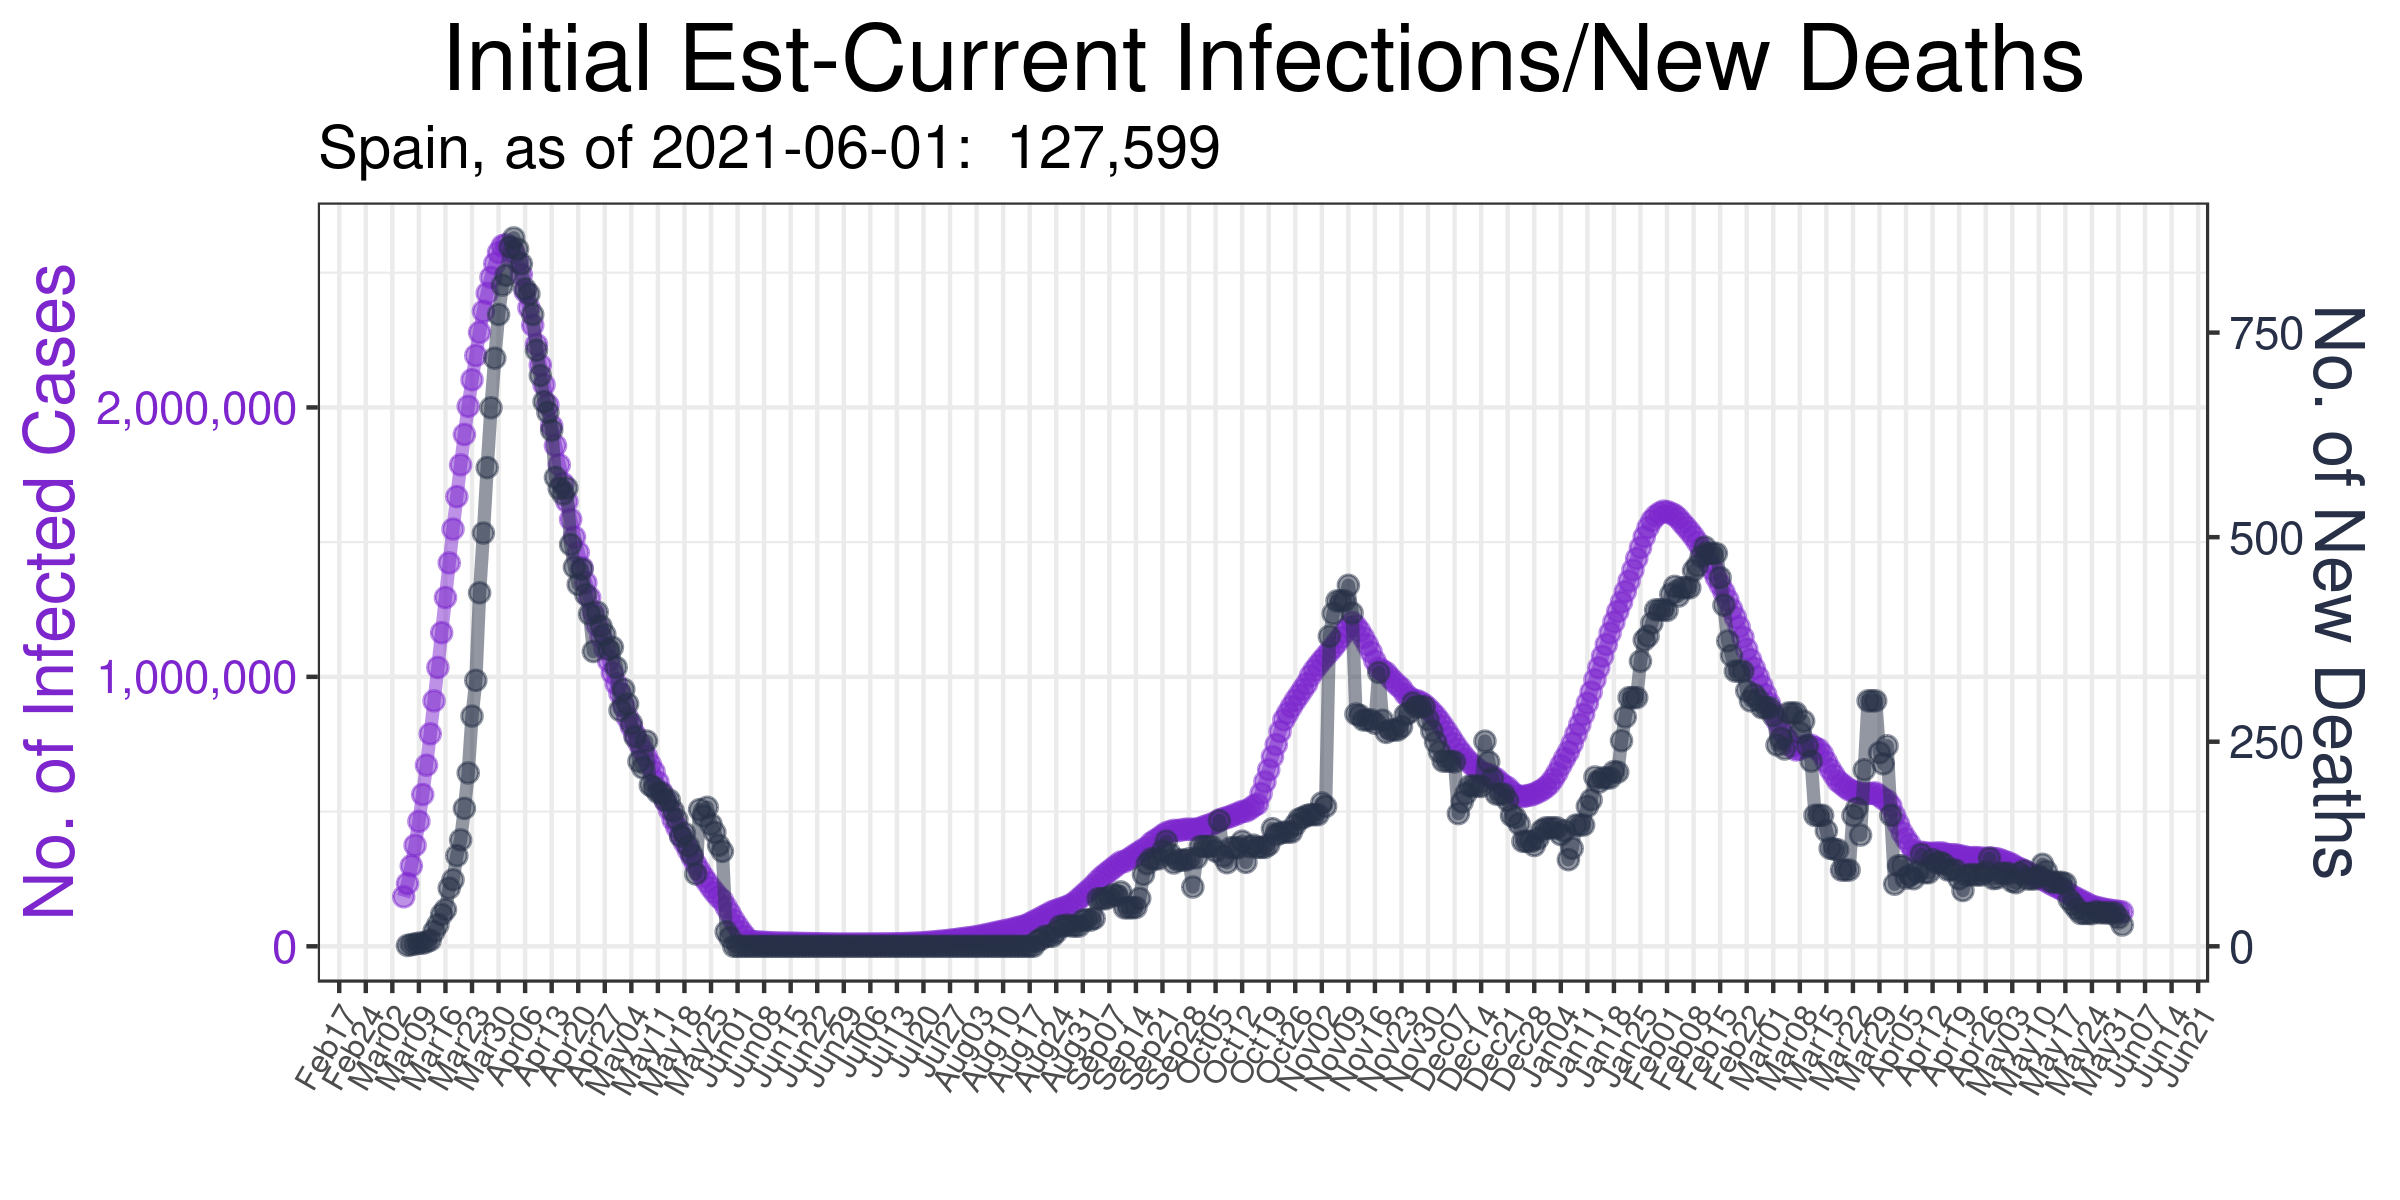 Initial Est-Current Infections/New Deaths
Spain, as of 2021-06-01:  127,599
No. of Infected Cases
2,000,000
1,000,000
0
750
500
250
0
No. of New Deaths
Feb17
Feb24
Mar02
Mar09
Mar16
Mar23
Mar30
Apr06
Apr13
Apr20
Apr27
May04
May11
May18
May25
Jun01
Jun08
Jun15
Jun22
Jun29
Jul06
Jul13
Jul20
Jul27
Aug03
Aug10
Aug17
Aug24
Aug31
Sep07
Sep14
Sep21
Sep28
Oct05
Oct12
Oct19
Oct26
Nov02
Nov09
Nov16
Nov23
Nov30
Dec07
Dec14
Dec21
Dec28
Jan04
Jan11
Jan18
Jan25
Feb01
Feb08
Feb15
Feb22
Mar01
Mar08
Mar15
Mar22
Mar29
Apr05
Apr12
Apr19
Apr26
May03
May10
May17
May24
May31
Jun07
Jun14
Jun21